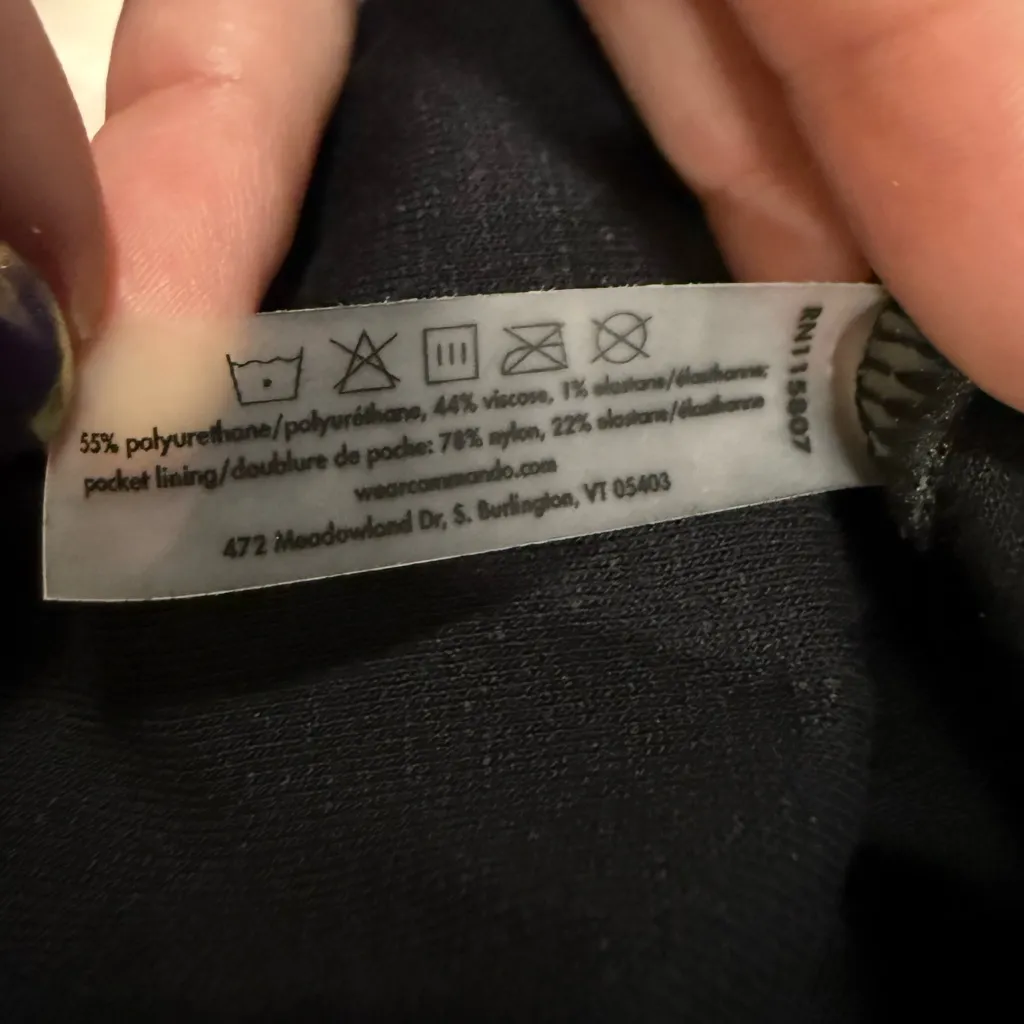 55% polyurethane/polyuréthane, 44% viscose, 1% elastane/élasthanne;
pocket lining/doublure de poche: 78% nylon, 22% elastane/élasthanne
wearcommando.com
472 Meadowland Dr, S. Burlington, VT 05403
RN115807